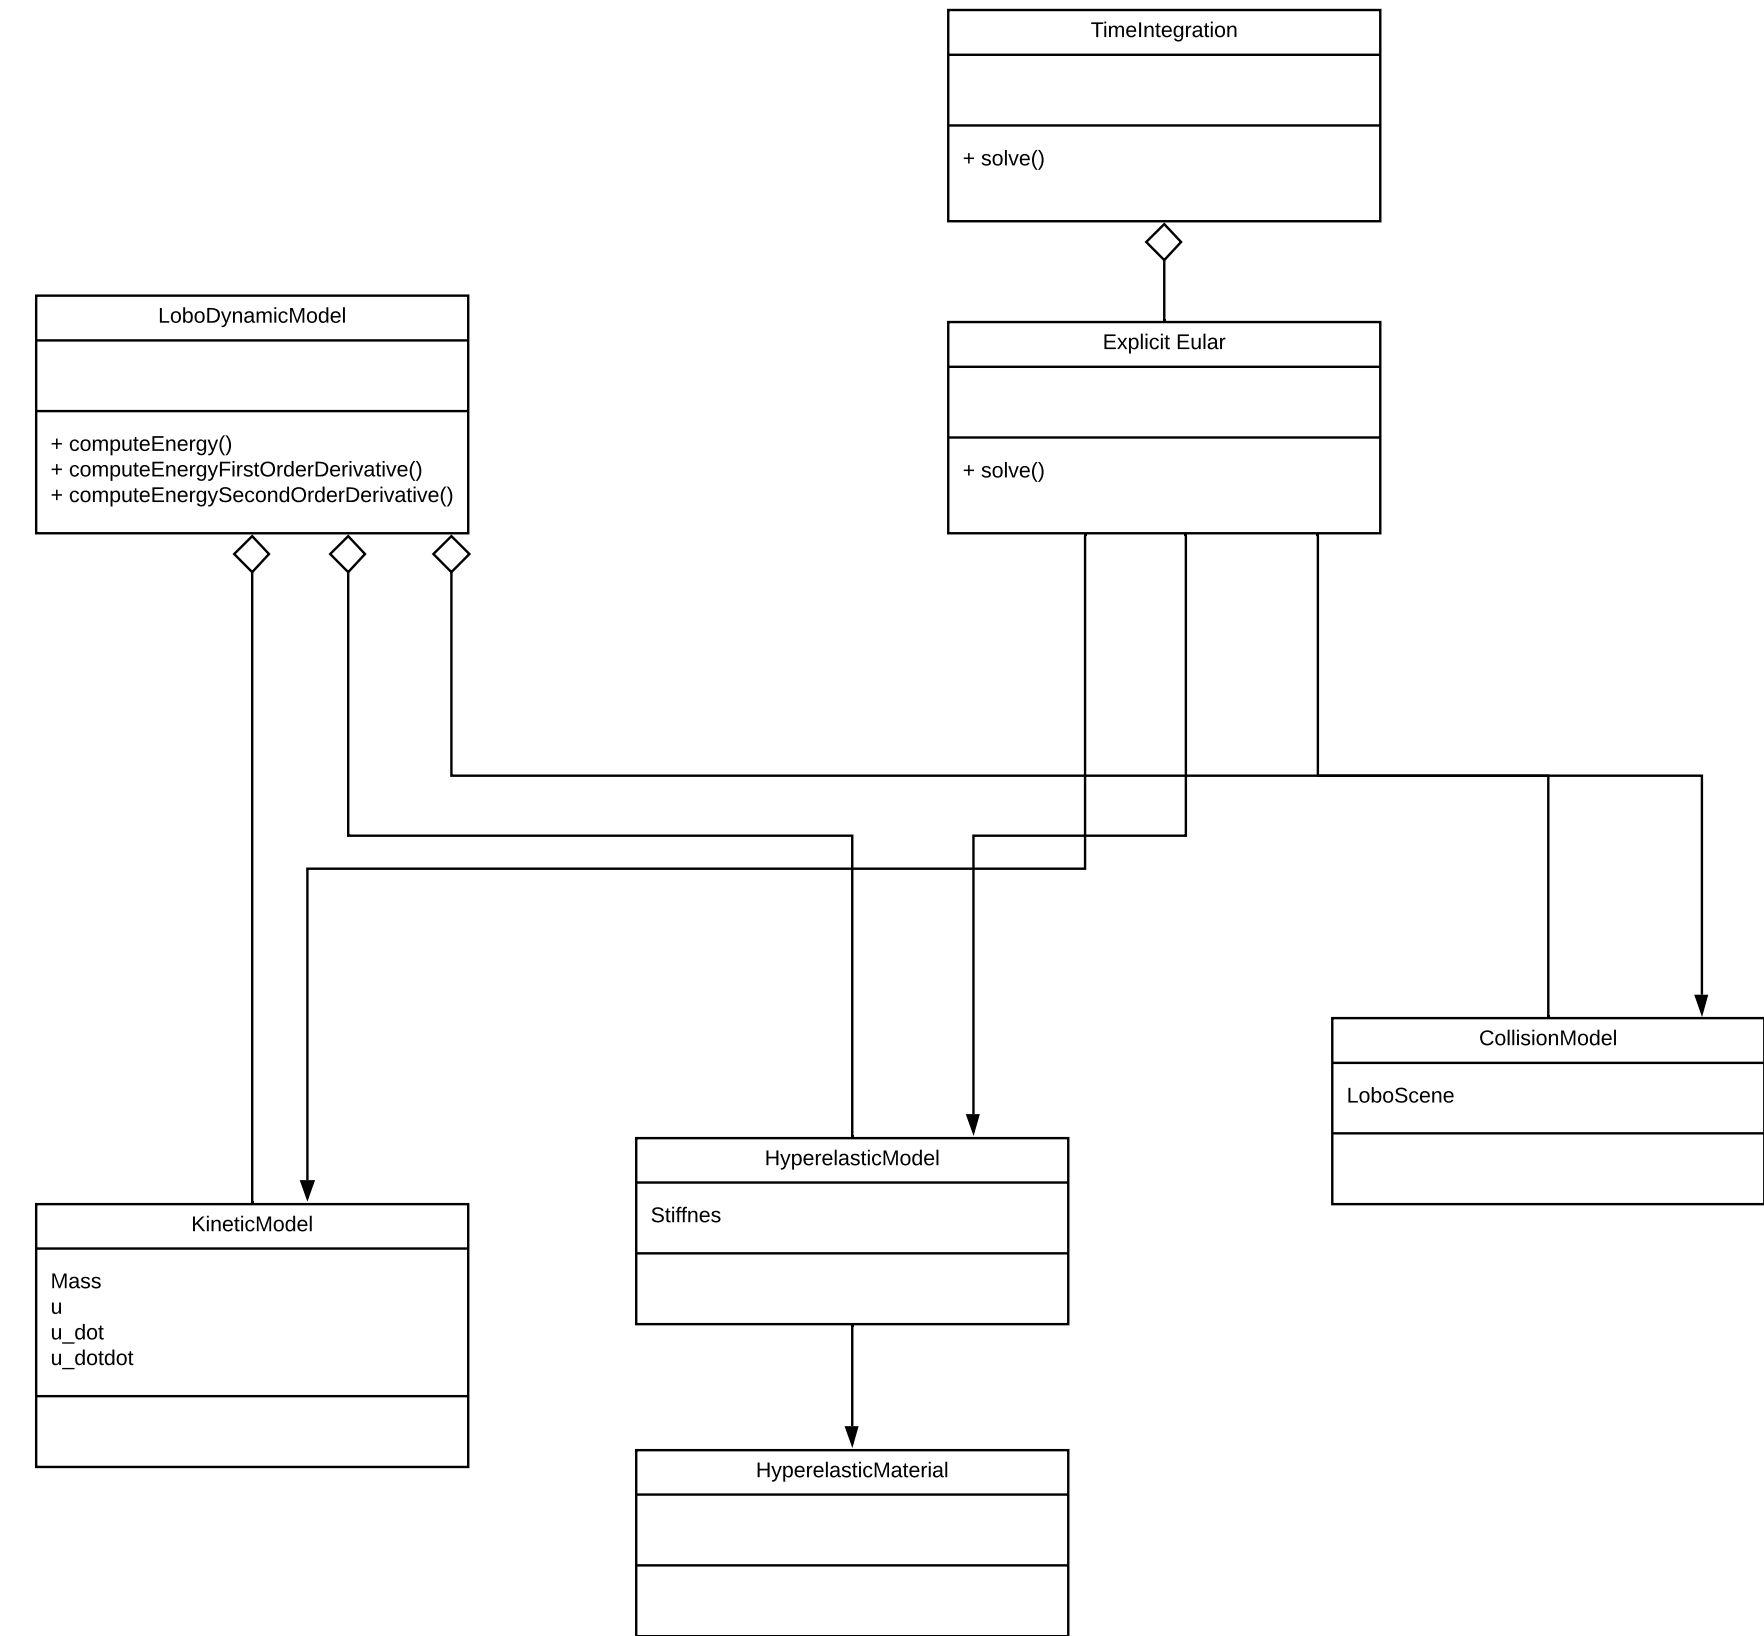 TimeIntegration
+ solve()
LoboDynamicModel
+ computeEnergy()
+ computeEnergyFirstOrderDerivative()
+ computeEnergySecondOrderDerivative()
Explicit Eular
+ solve()
CollisionModel
LoboScene
HyperelasticModel
Stiffnes
KineticModel
Mass
u
u_dot
u_dotdot
HyperelasticMaterial